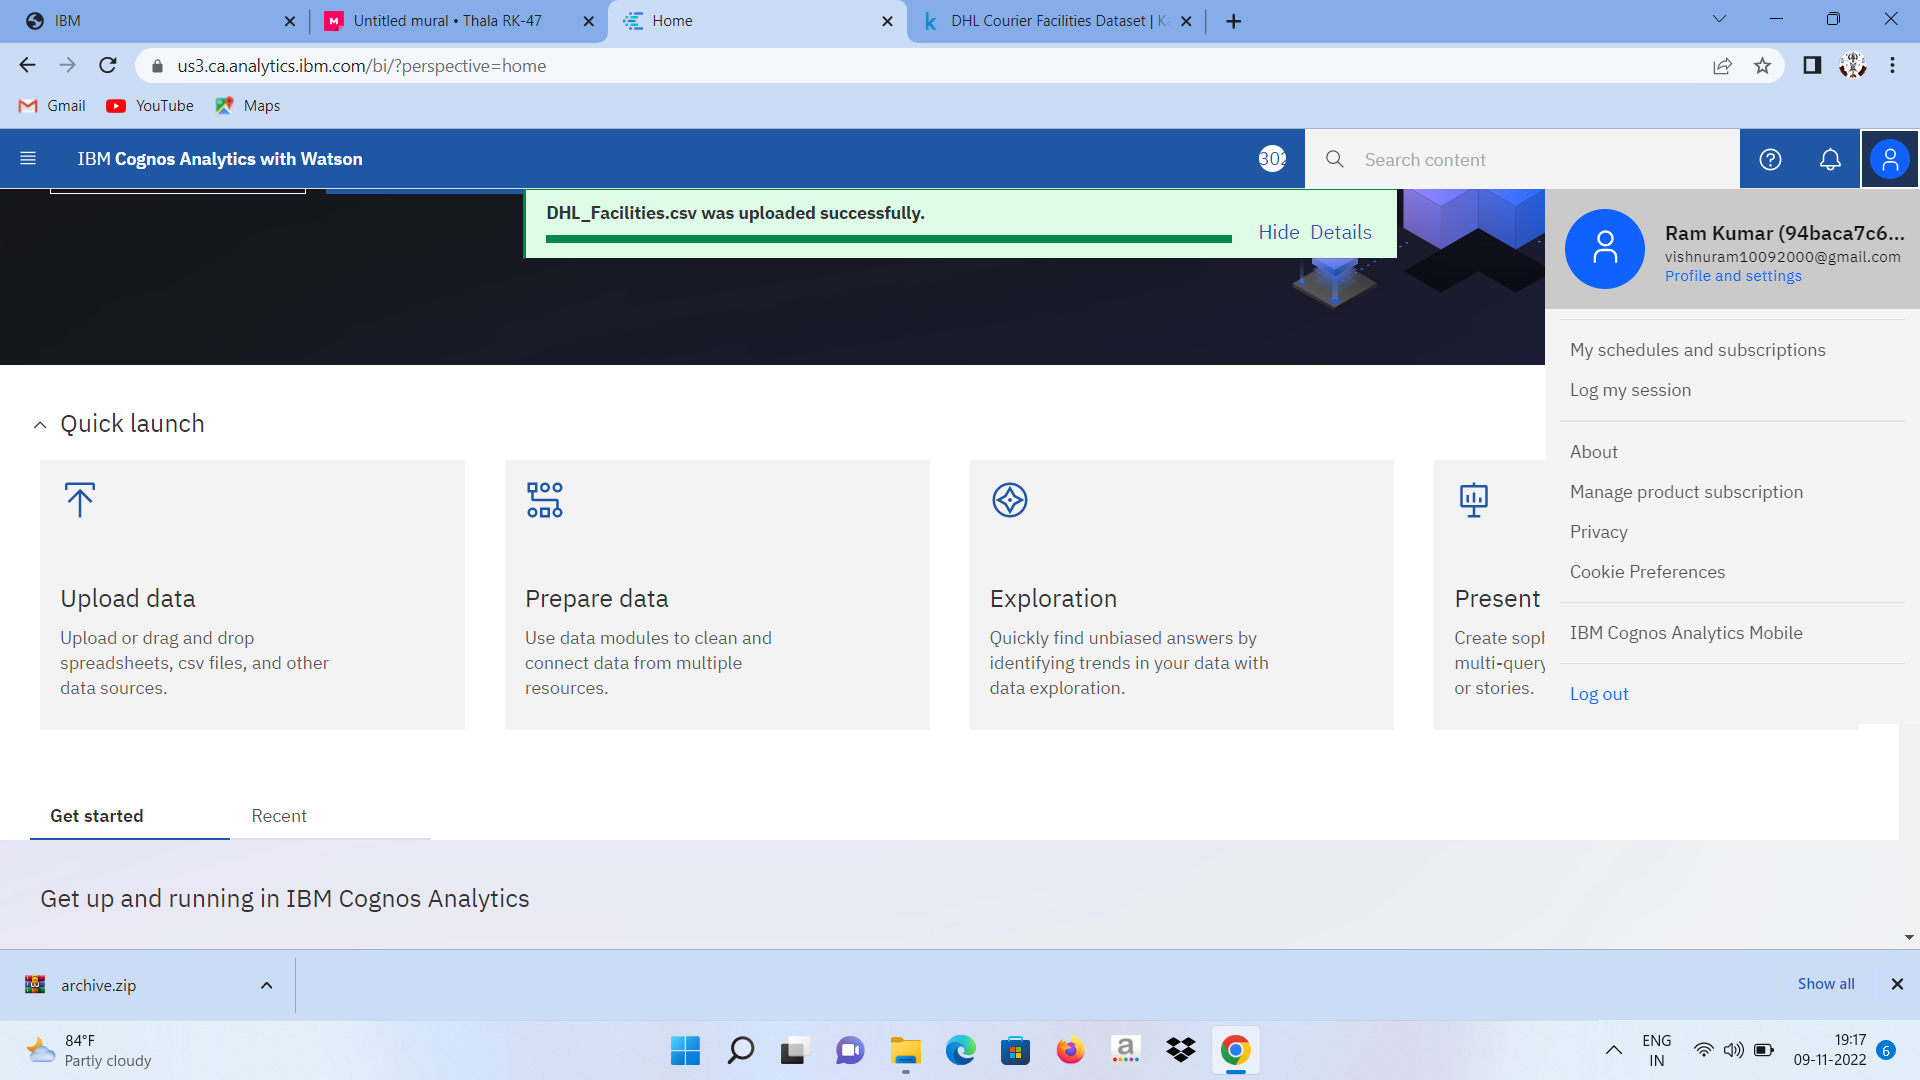 IBM
Untitled mural • Thala RK-47
Home
DHL Courier Facilities Dataset | Ka
us3.ca.analytics.ibm.com/bi/?perspective=home
Gmail
YouTube
Maps
IBM Cognos Analytics with Watson
302
Search content
DHL_Facilities.csv was uploaded successfully.
Hide Details
Ram Kumar (94baca7c6...
vishnuram10092000@gmail.com
Profile and settings
My schedules and subscriptions
Log my session
About
Manage product subscription
Privacy
Cookie Preferences
IBM Cognos Analytics Mobile
Log out
Quick launch
Upload data
Upload or drag and drop
spreadsheets, csv files, and other
data sources.
Prepare data
Use data modules to clean and
connect data from multiple
resources.
Exploration
Quickly find unbiased answers by
identifying trends in your data with
data exploration.
Present
Create soph
multi-query
or stories.
Get started
Recent
Get up and running in IBM Cognos Analytics
archive.zip
Show all
84°F
Partly cloudy
ENG
IN
19:17
09-11-2022
6